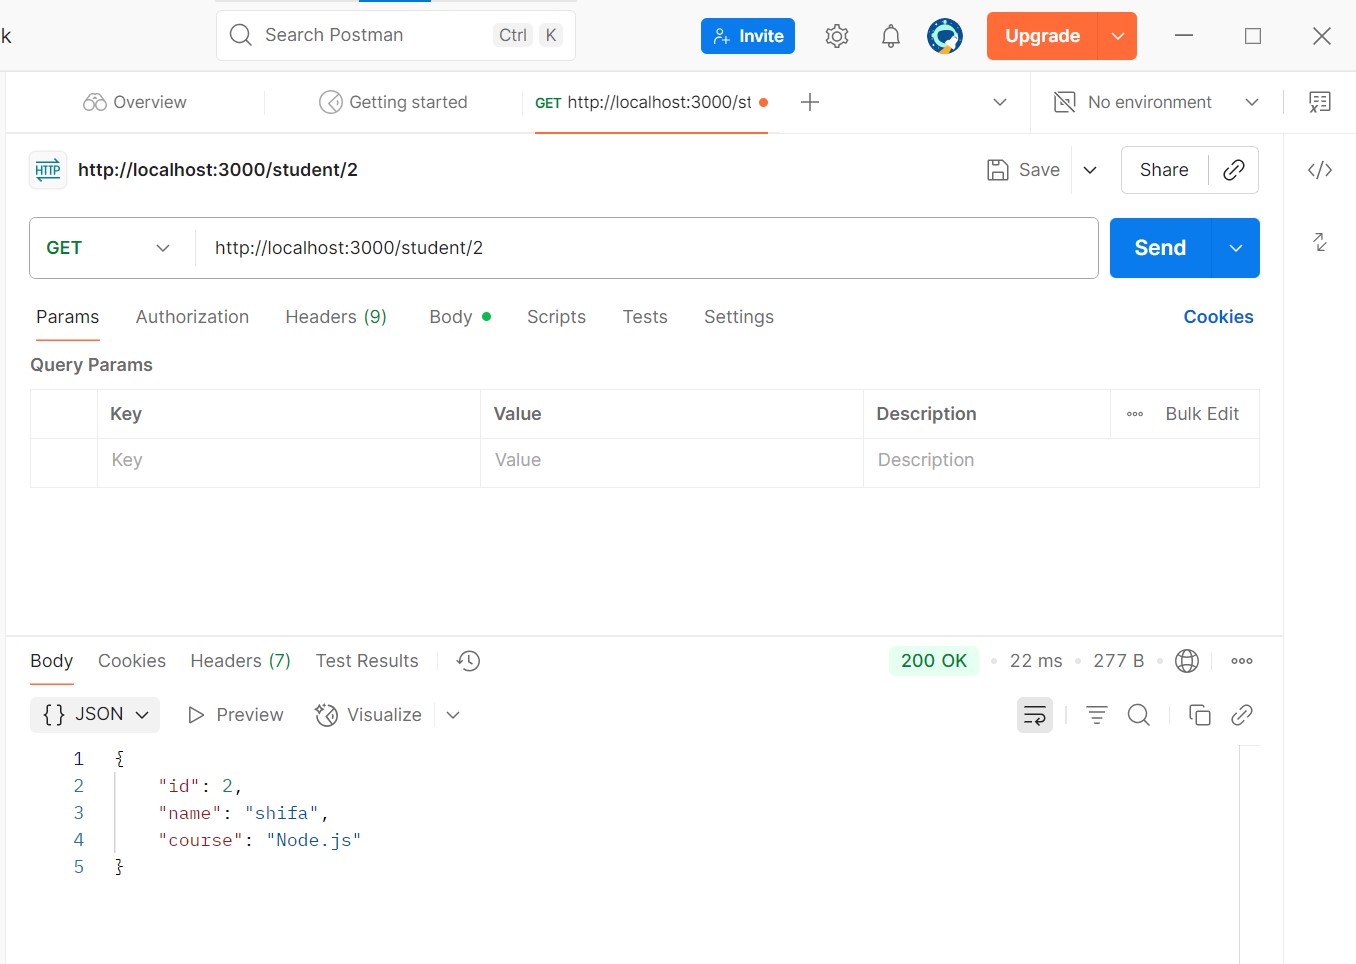 k
Search Postman Ctrl K
Invite
Upgrade
Overview
Getting started
GET http://localhost:3000/st
No environment
HTTP http://localhost:3000/student/2
Save
Share
GET http://localhost:3000/student/2
Send
Params Authorization Headers (9) Body Scripts Tests Settings Cookies
Query Params
Key Value Description Bulk Edit
Key Value Description
Body Cookies Headers (7) Test Results 200 OK 22 ms 277 B
{} JSON Preview Visualize
1 {
2 "id": 2,
3 "name": "shifa",
4 "course": "Node.js"
5 }